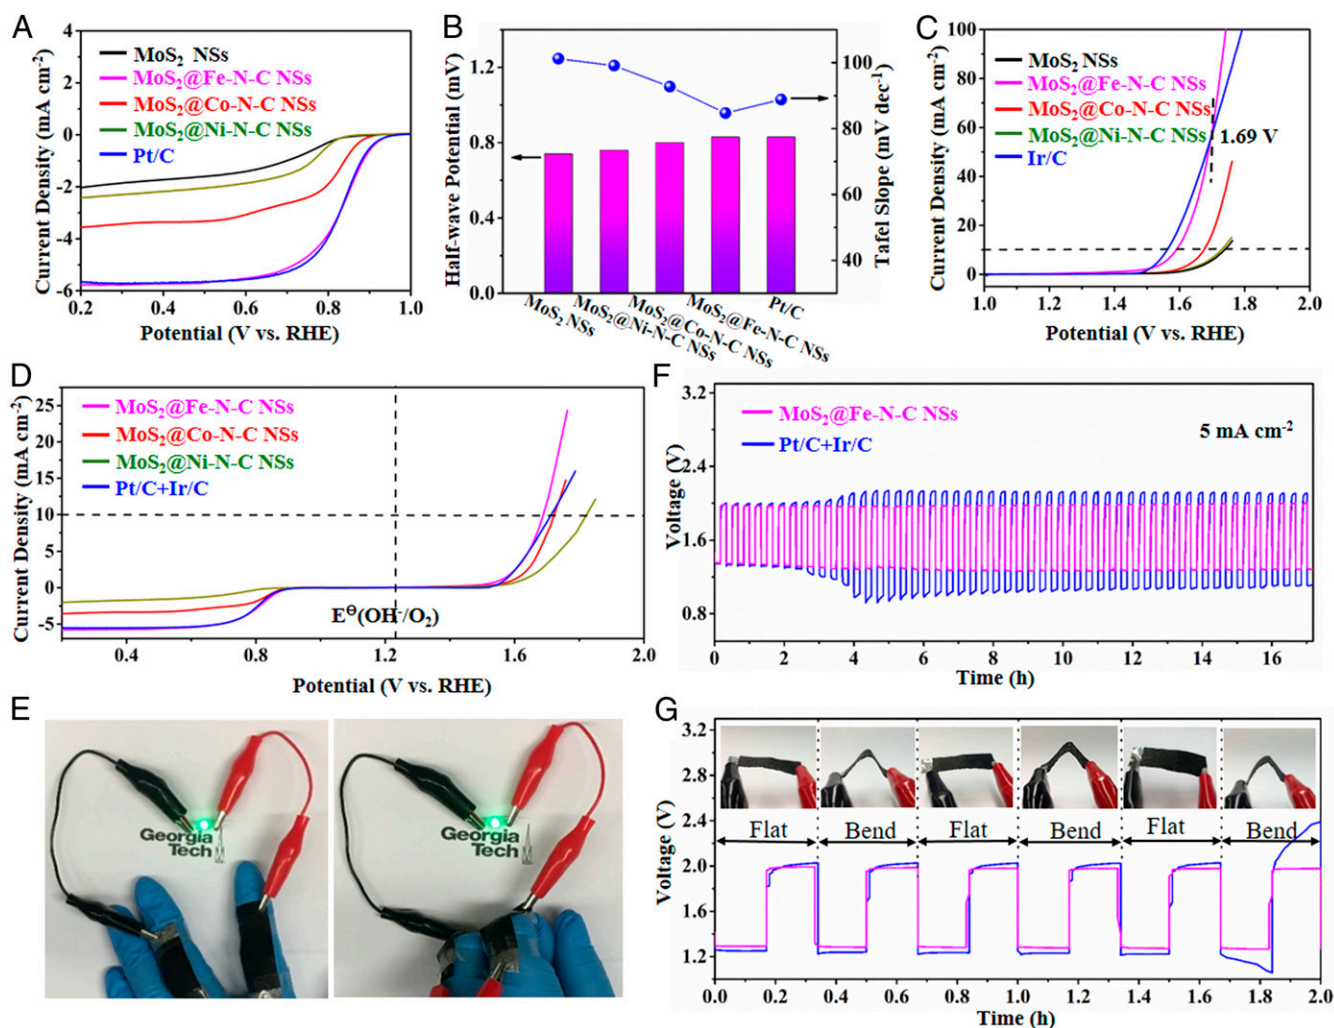 A
4
2
0
-2
-4
-6
0.2
0.4
0.6
0.8
1.0
Current Density (mA cm⁻²)
Potential (V vs. RHE)
MoS₂ NSs
MoS₂@Fe-N-C NSs
MoS₂@Co-N-C NSs
MoS₂@Ni-N-C NSs
Pt/C
B
1.2
0.8
0.4
0.0
Half-wave Potential (mV)
100
80
60
40
Tafel Slope (mV dec⁻¹)
MoS₂ NSs
MoS₂@Ni-N-C NSs
MoS₂@Co-N-C NSs
MoS₂@Fe-N-C NSs
Pt/C
C
100
80
60
40
20
0
1.0
1.2
1.4
1.6
1.8
2.0
Current Density (mA cm⁻²)
Potential (V vs. RHE)
MoS₂ NSs
MoS₂@Fe-N-C NSs
MoS₂@Co-N-C NSs
MoS₂@Ni-N-C NSs
Ir/C
1.69 V
D
25
20
15
10
5
0
-5
0.4
0.8
1.2
1.6
2.0
Current Density (mA cm⁻²)
Potential (V vs. RHE)
MoS₂@Fe-N-C NSs
MoS₂@Co-N-C NSs
MoS₂@Ni-N-C NSs
Pt/C+Ir/C
E^Θ(OH⁻/O₂)
F
3.2
2.4
1.6
0.8
0
2
4
6
8
10
12
14
16
Voltage (V)
Time (h)
MoS₂@Fe-N-C NSs
Pt/C+Ir/C
5 mA cm⁻²
E
Georgia
Tech
Georgia
Tech
G
3.2
2.8
2.4
2.0
1.6
1.2
0.0
0.2
0.4
0.6
0.8
1.0
1.2
1.4
1.6
1.8
2.0
Voltage (V)
Time (h)
Flat
Bend
Flat
Bend
Flat
Bend